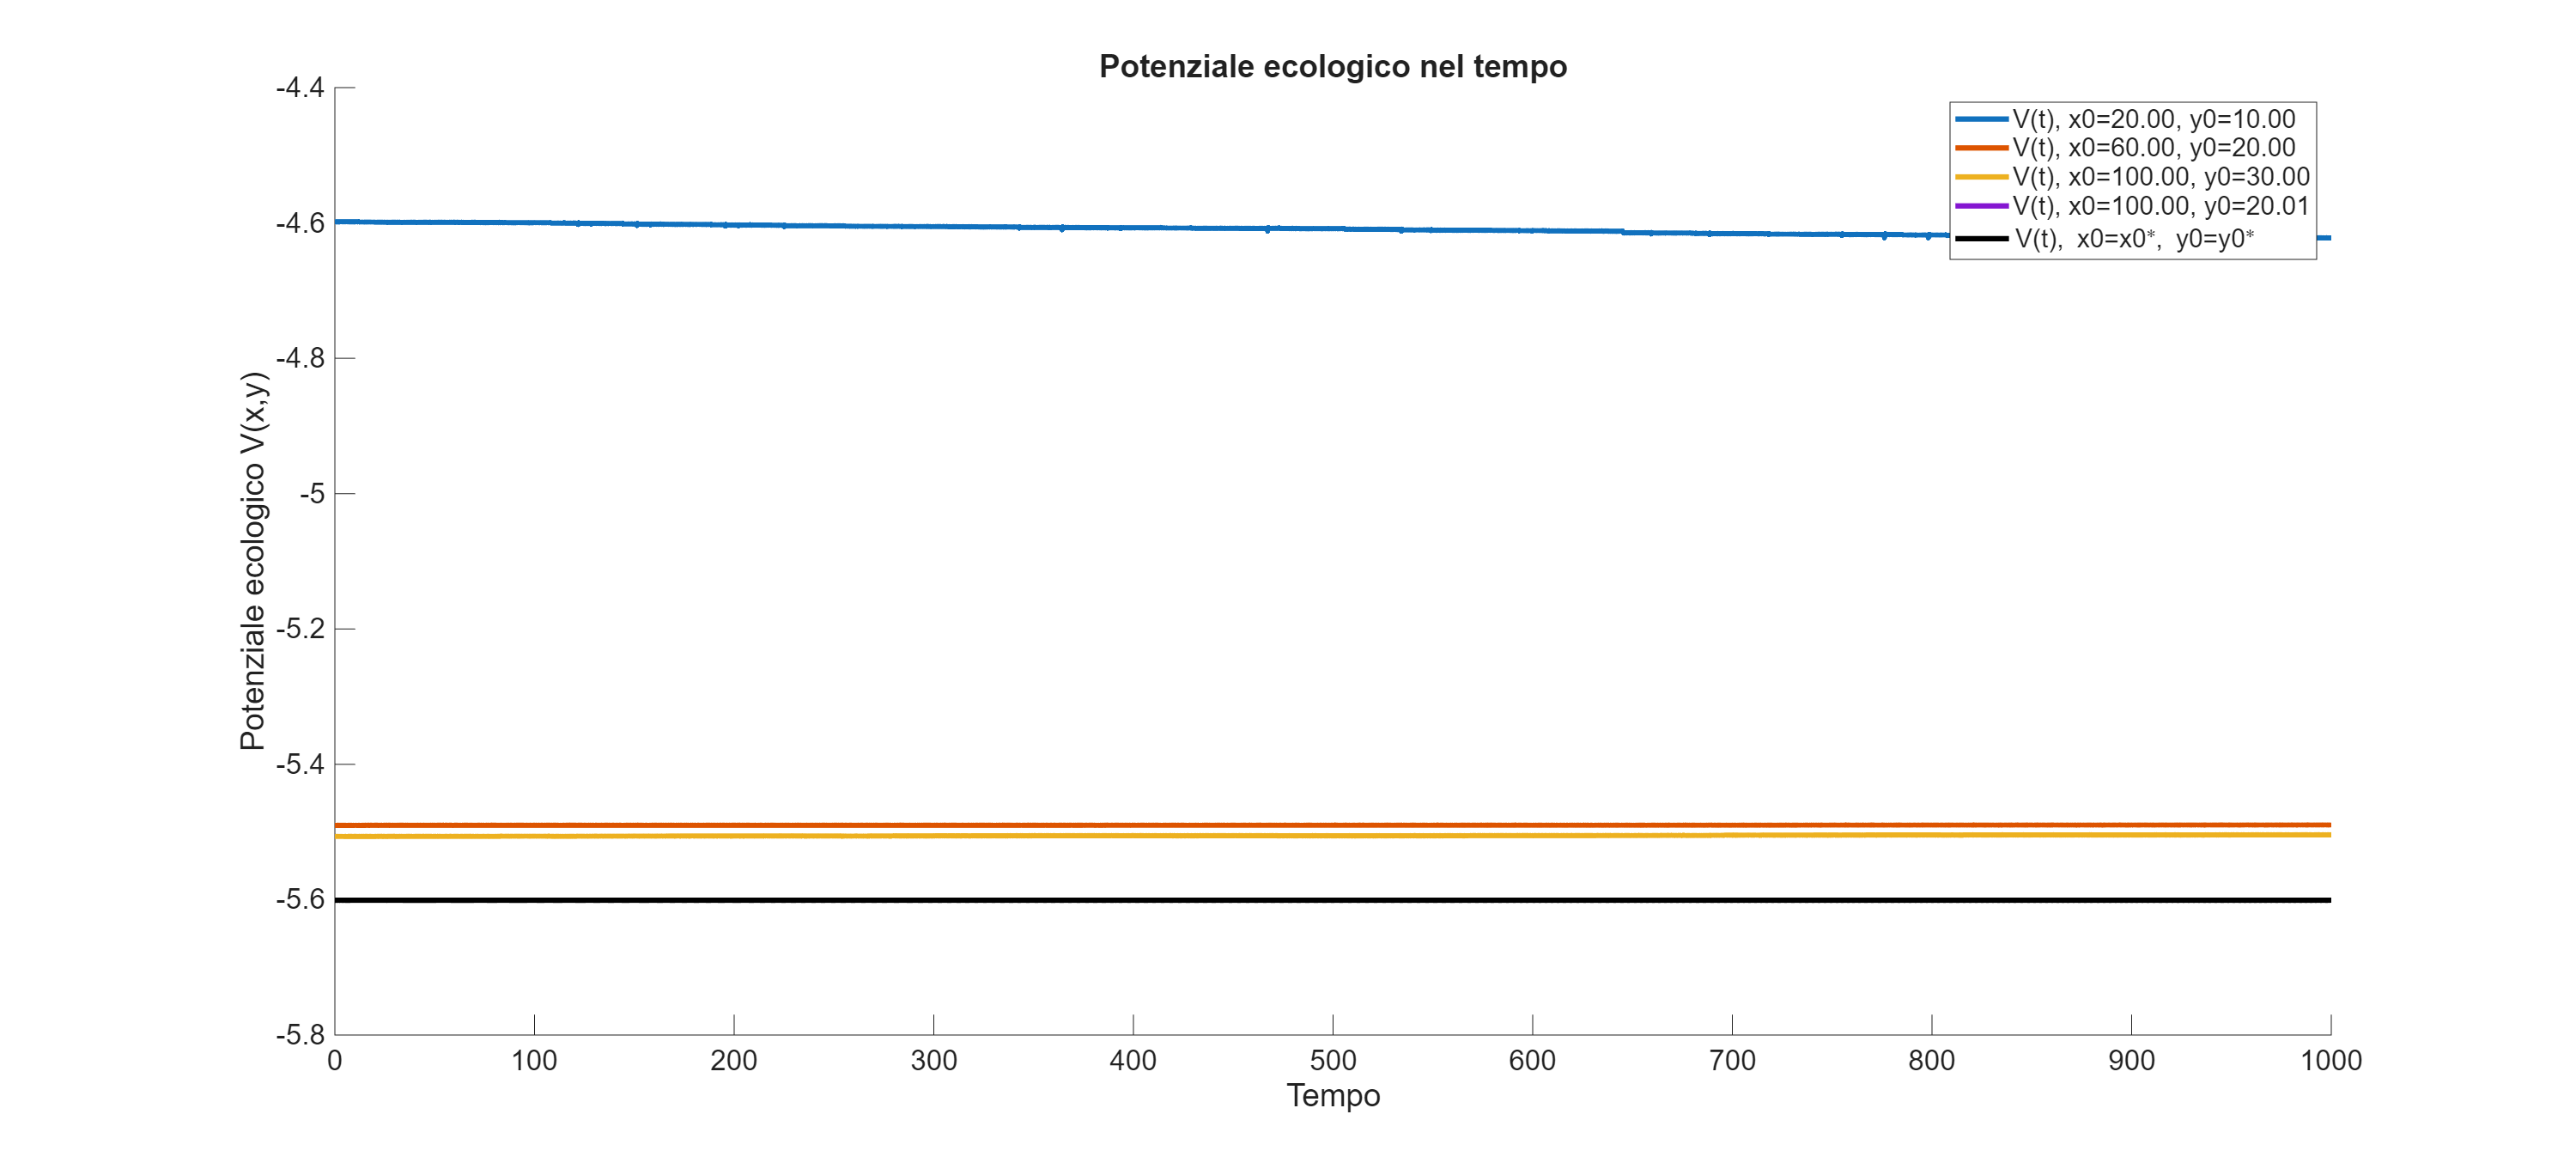 Potenziale ecologico nel tempo
-4.4
-4.6
-4.8
-5
-5.2
-5.4
-5.6
-5.8
Potenziale ecologico V(x,y)
V(t), x0=20.00, y0=10.00
V(t), x0=60.00, y0=20.00
V(t), x0=100.00, y0=30.00
V(t), x0=100.00, y0=20.01
V(t), x0=x0*, y0=y0*
0 100 200 300 400 500 600 700 800 900 1000
Tempo